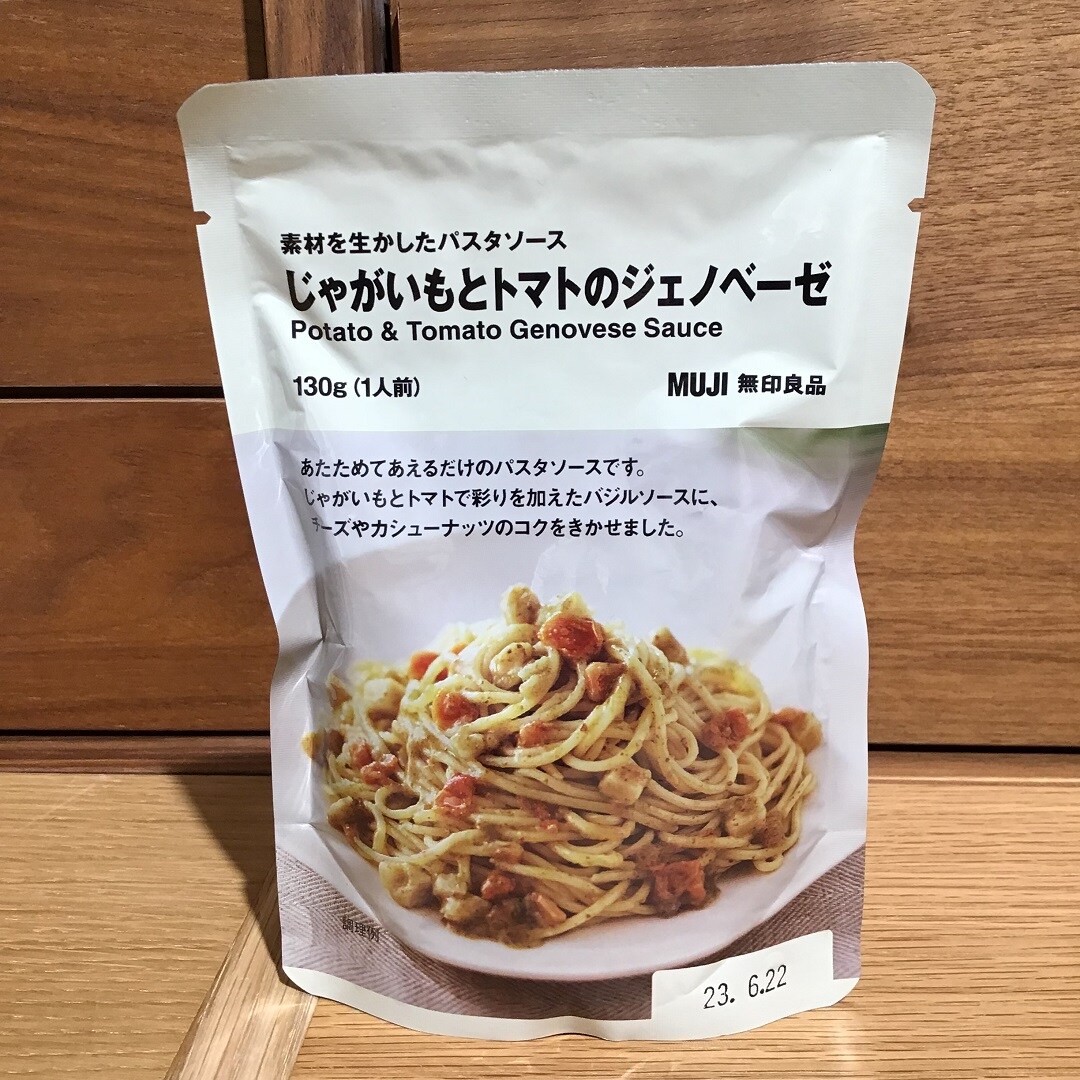 素材を生かしたパスタソース
じゃがいもとトマトのジェノベーゼ
Potato & Tomato Genovese Sauce
130g（1人前）
MUJI 無印良品
あたためてあえるだけのパスタソースです。
じゃがいもとトマトで彩りを加えたバジルソースに、
チーズやカシューナッツのコクをきかせました。
調理例
23. 6.22